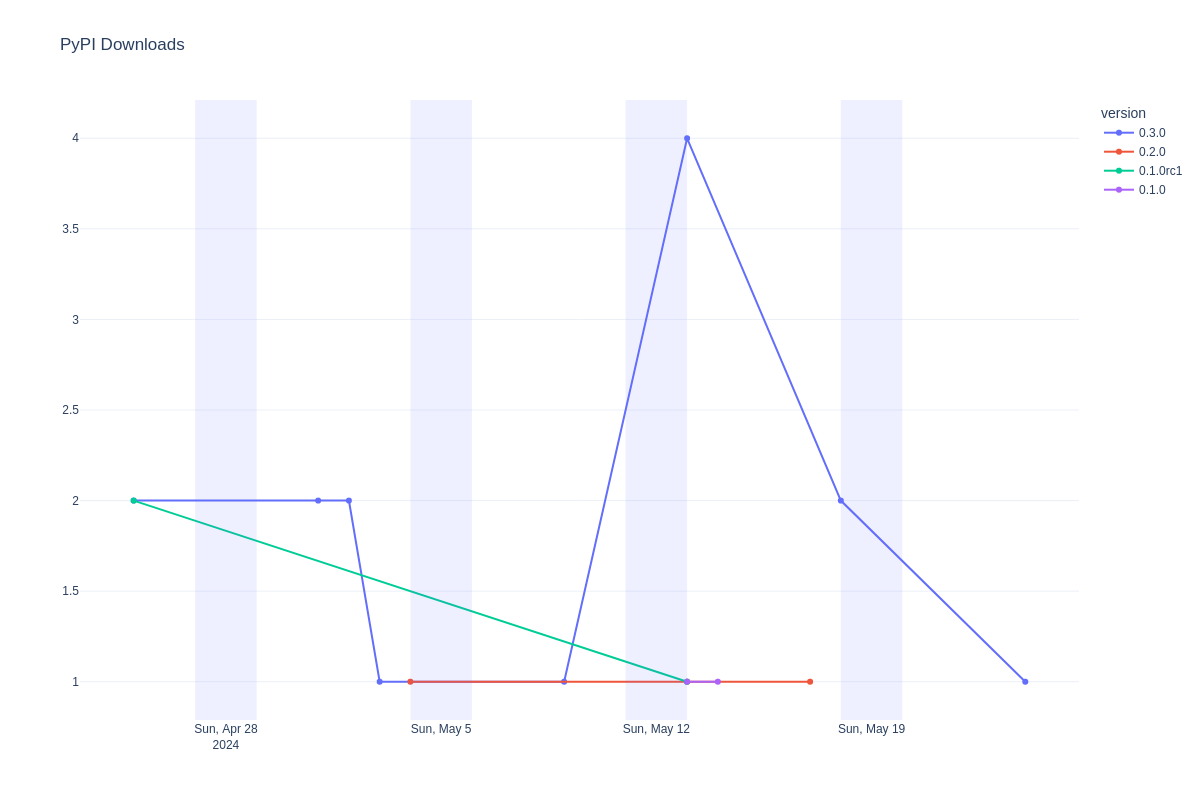 PyPI Downloads
version
0.3.0
0.2.0
0.1.0rc1
0.1.0
4
3.5
3
2.5
2
1.5
1
Sun, Apr 28
2024
Sun, May 5
Sun, May 12
Sun, May 19